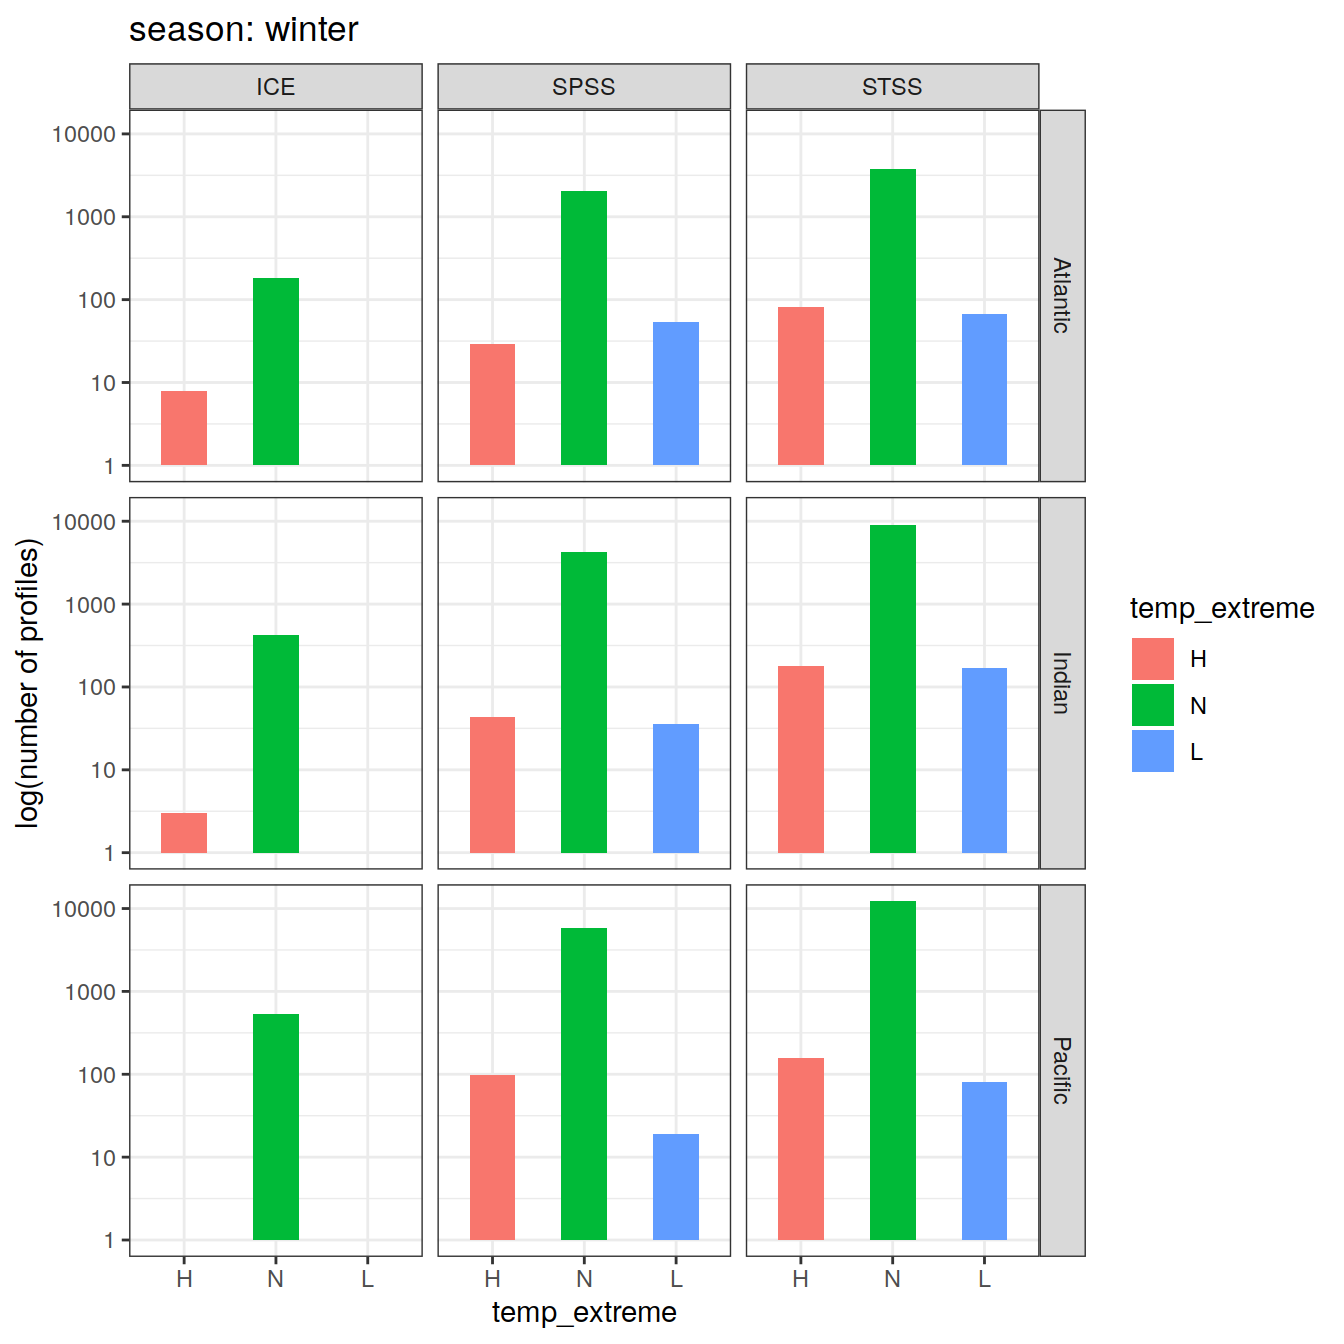 season: winter
ICE SPSS STSS
10000
1000
100
10
1
Atlantic
10000
1000
100
10
1
Indian
10000
1000
100
10
1
Pacific
H N L H N L H N L
temp_extreme
log(number of profiles)
temp_extreme
H
N
L